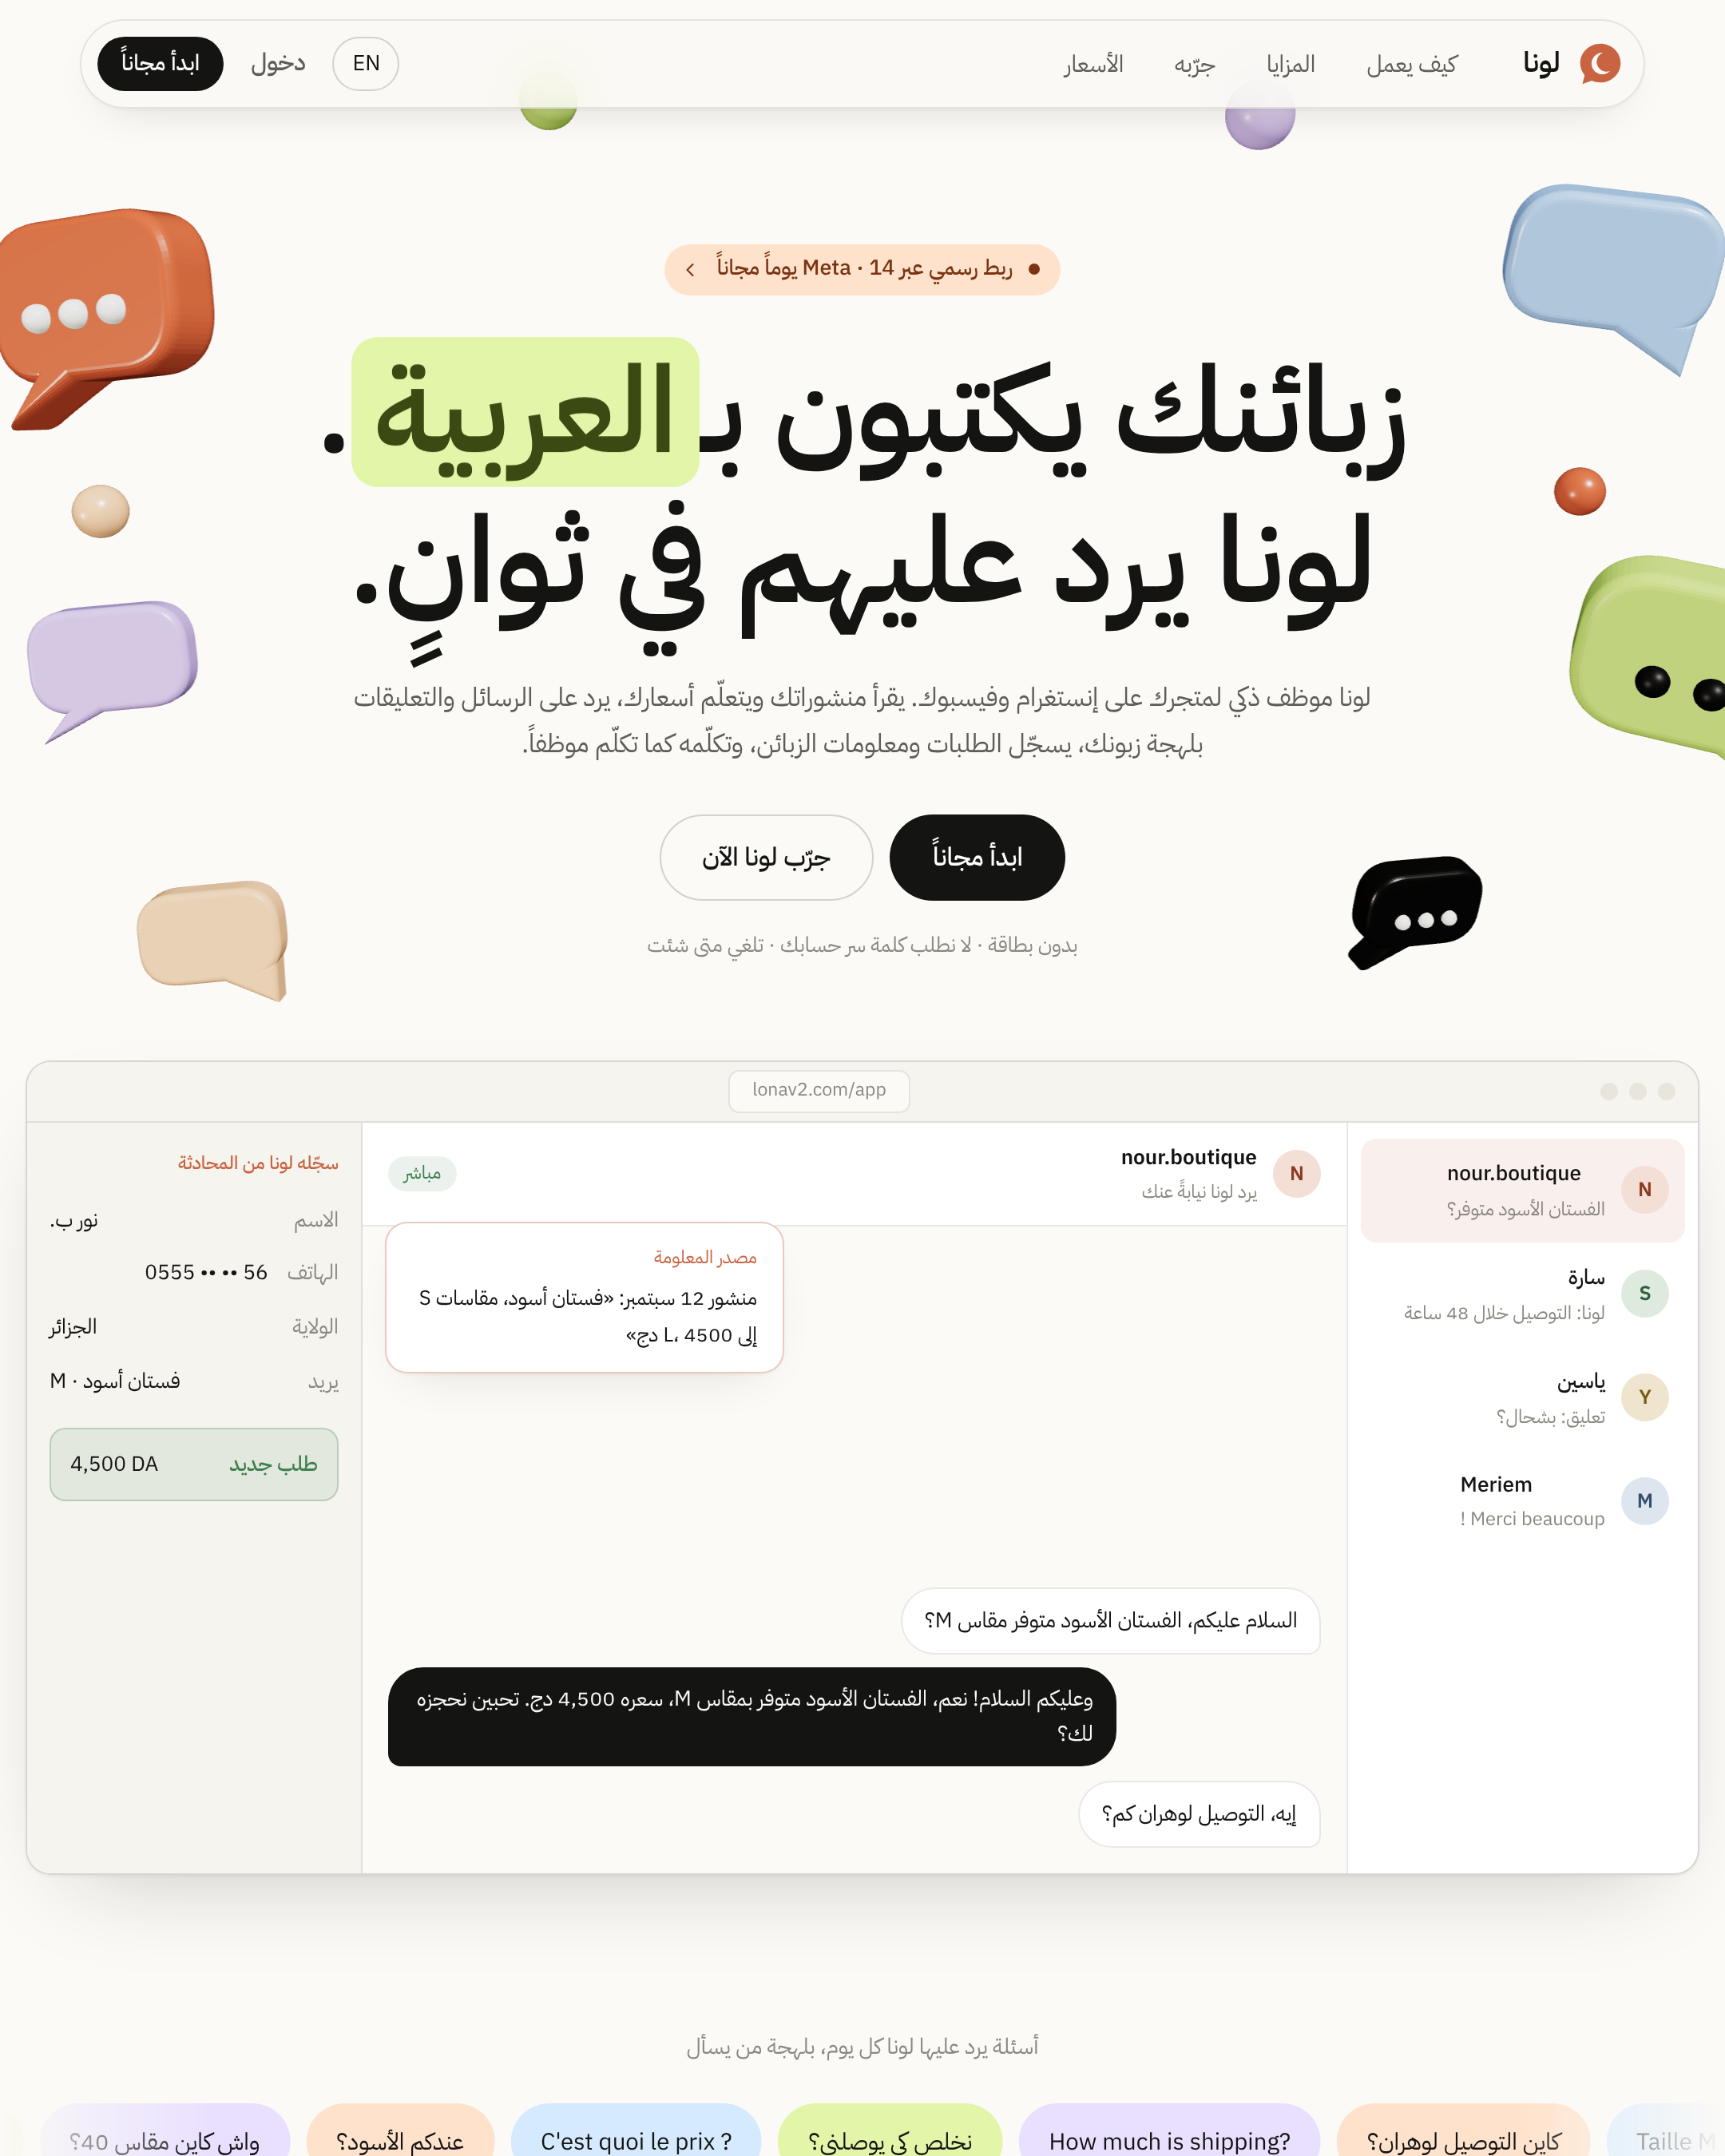 لونا
كيف يعمل
المزايا
جرّبه
الأسعار
EN
دخول
ابدأ مجاناً
ربط رسمي عبر Meta · 14 يوماً مجاناً
زبائنك يكتبون بـ العربية.
لونا يرد عليهم في ثوانٍ.
لونا موظف ذكي لمتجرك على إنستغرام وفيسبوك. يقرأ منشوراتك ويتعلّم أسعارك، يرد على الرسائل والتعليقات
بلهجة زبونك، يسجّل الطلبات ومعلومات الزبائن، وتكلّمه كما تكلّم موظفاً.
ابدأ مجاناً
جرّب لونا الآن
بدون بطاقة · لا نطلب كلمة سر حسابك · تلغي متى شئت
lonav2.com/app
N
nour.boutique
الفستان الأسود متوفر؟
S
سارة
لونا: التوصيل خلال 48 ساعة
Y
ياسين
تعليق: بشحال؟
M
Meriem
Merci beaucoup !
N
nour.boutique
يرد لونا نيابةً عنك
مباشر
مصدر المعلومة
منشور 12 سبتمبر: «فستان أسود، مقاسات S
إلى L، 4500 دج»
السلام عليكم، الفستان الأسود متوفر مقاس M؟
وعليكم السلام! نعم، الفستان الأسود متوفر بمقاس M، سعره 4,500 دج. تحبين نحجزه
لك؟
إيه، التوصيل لوهران كم؟
سجّله لونا من المحادثة
الاسم
نور ب.
الهاتف
0555 •• •• 56
الولاية
الجزائر
يريد
فستان أسود · M
طلب جديد
4,500 DA
أسئلة يرد عليها لونا كل يوم، بلهجة من يسأل
Taille M
كاين التوصيل لوهران؟
How much is shipping?
نخلص كي يوصلني؟
C'est quoi le prix ?
عندكم الأسود؟
واش كاين مقاس 40؟